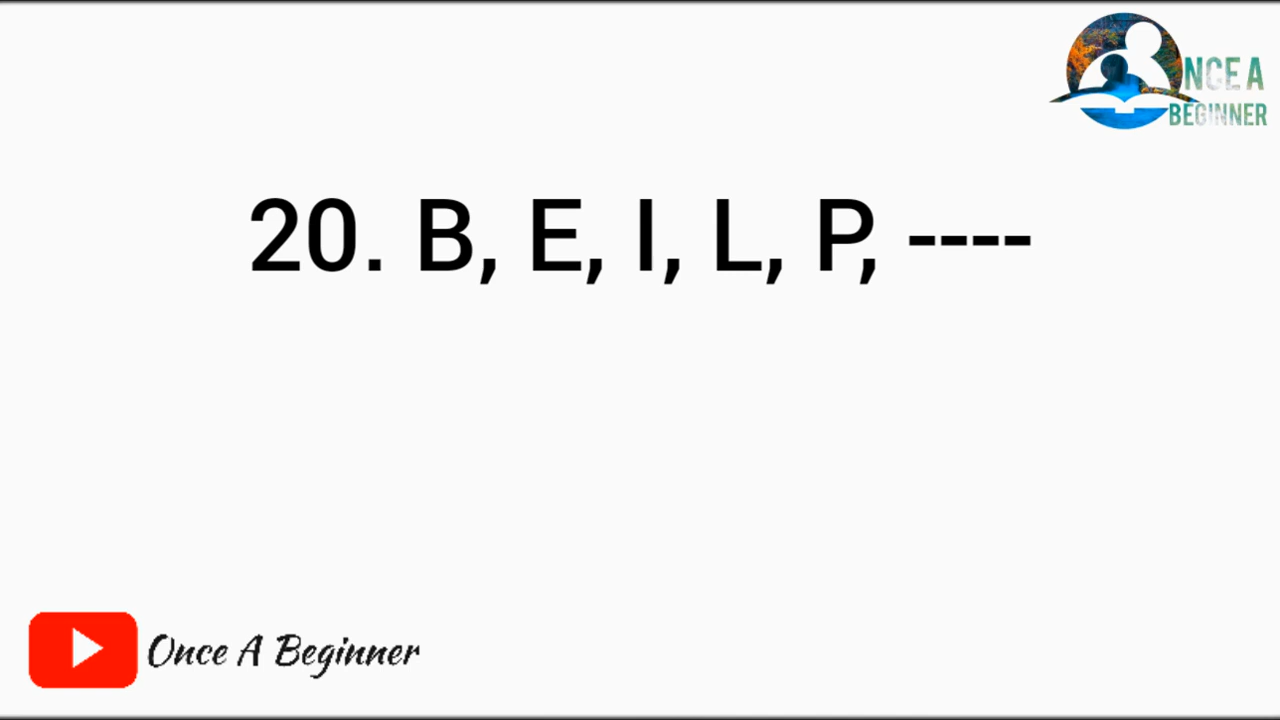 NCE A
BEGINNER
20. B, E, I, L, P, ----
Once A Beginner